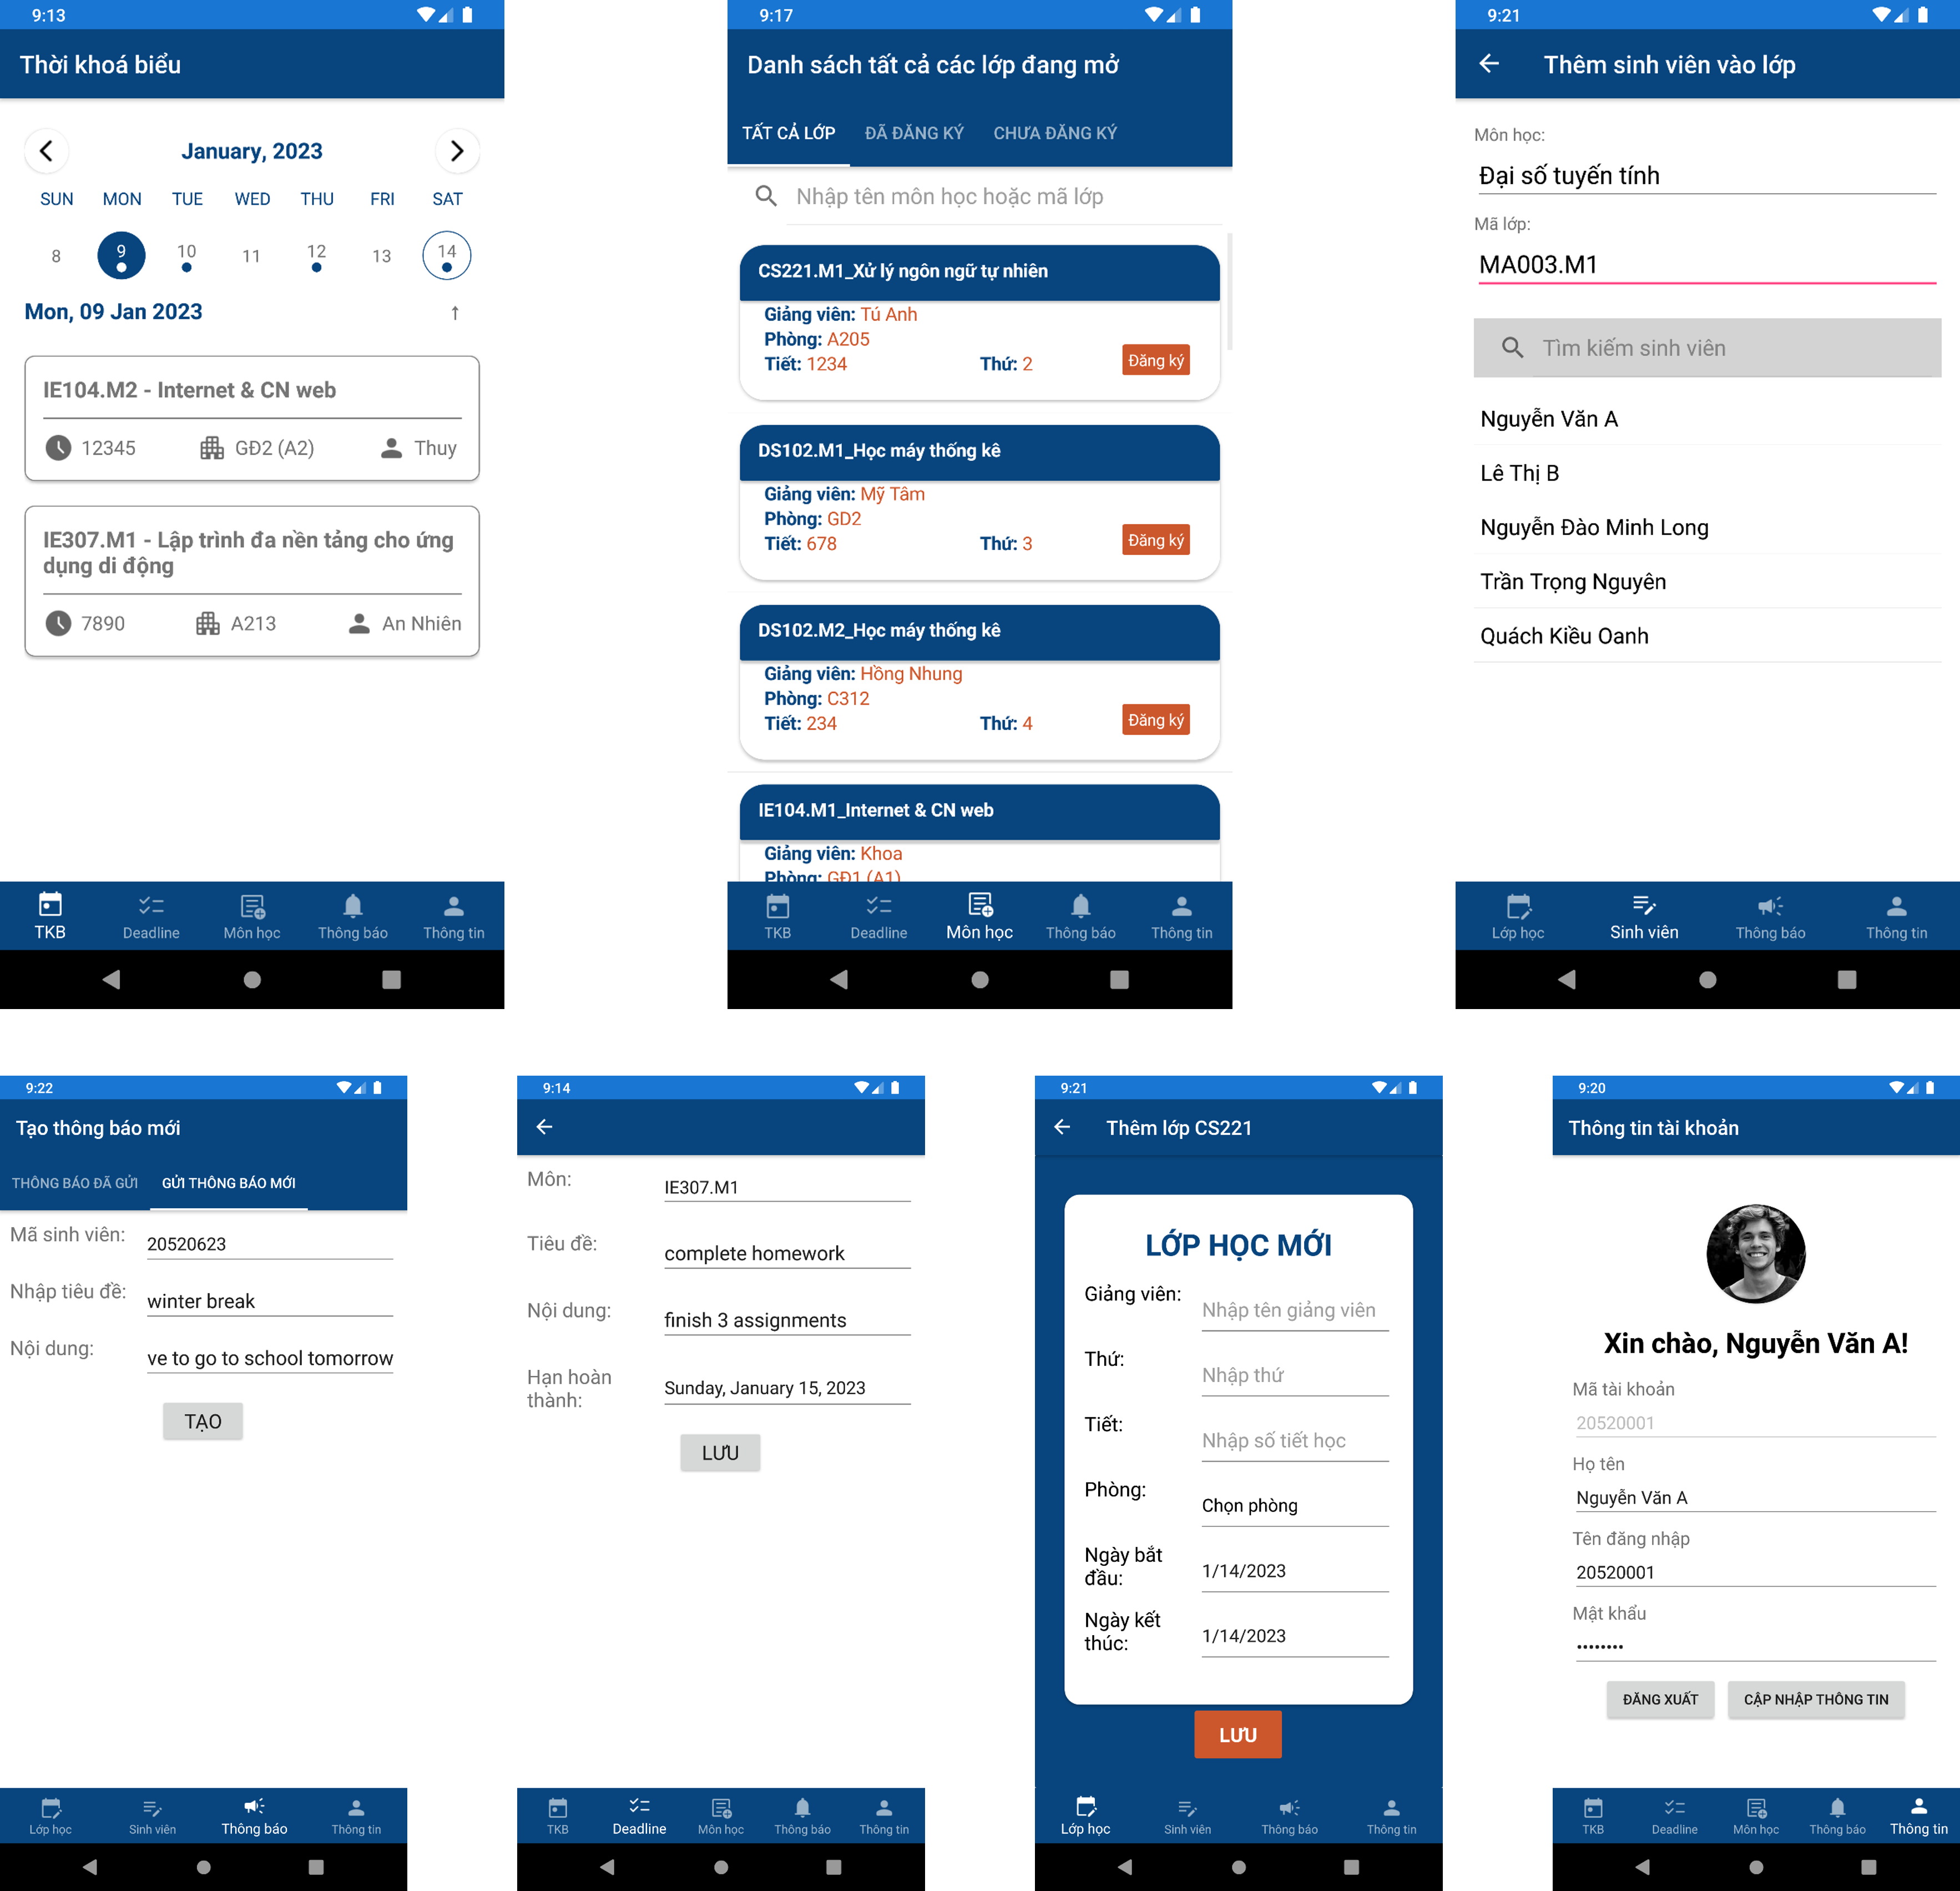 9:13
Thời khoá biểu
January, 2023
SUN MON TUE WED THU FRI SAT
8 9 10 11 12 13 14
Mon, 09 Jan 2023 ↑
IE104.M2 - Internet & CN web
12345 GĐ2 (A2) Thuy
IE307.M1 - Lập trình đa nền tảng cho ứng
dụng di động
7890 A213 An Nhiên
TKB Deadline Môn học Thông báo Thông tin
9:17
Danh sách tất cả các lớp đang mở
TẤT CẢ LỚP ĐÃ ĐĂNG KÝ CHƯA ĐĂNG KÝ
Nhập tên môn học hoặc mã lớp
CS221.M1_Xử lý ngôn ngữ tự nhiên
Giảng viên: Tú Anh
Phòng: A205
Tiết: 1234 Thứ: 2 Đăng ký
DS102.M1_Học máy thống kê
Giảng viên: Mỹ Tâm
Phòng: GD2
Tiết: 678 Thứ: 3 Đăng ký
DS102.M2_Học máy thống kê
Giảng viên: Hồng Nhung
Phòng: C312
Tiết: 234 Thứ: 4 Đăng ký
IE104.M1_Internet & CN web
Giảng viên: Khoa
Phòng: GĐ1 (A1)
TKB Deadline Môn học Thông báo Thông tin
9:21
Thêm sinh viên vào lớp
Môn học:
Đại số tuyến tính
Mã lớp:
MA003.M1
Tìm kiếm sinh viên
Nguyễn Văn A
Lê Thị B
Nguyễn Đào Minh Long
Trần Trọng Nguyên
Quách Kiều Oanh
Lớp học Sinh viên Thông báo Thông tin
9:22
Tạo thông báo mới
THÔNG BÁO ĐÃ GỬI GỬI THÔNG BÁO MỚI
Mã sinh viên: 20520623
Nhập tiêu đề: winter break
Nội dung: ve to go to school tomorrow
TẠO
Lớp học Sinh viên Thông báo Thông tin
9:14
Môn: IE307.M1
Tiêu đề: complete homework
Nội dung: finish 3 assignments
Hạn hoàn
thành: Sunday, January 15, 2023
LƯU
TKB Deadline Môn học Thông báo Thông tin
9:21
Thêm lớp CS221
LỚP HỌC MỚI
Giảng viên: Nhập tên giảng viên
Thứ: Nhập thứ
Tiết: Nhập số tiết học
Phòng: Chọn phòng
Ngày bắt
đầu: 1/14/2023
Ngày kết
thúc: 1/14/2023
LƯU
Lớp học Sinh viên Thông báo Thông tin
9:20
Thông tin tài khoản
Xin chào, Nguyễn Văn A!
Mã tài khoản
20520001
Họ tên
Nguyễn Văn A
Tên đăng nhập
20520001
Mật khẩu
••••••••
ĐĂNG XUẤT CẬP NHẬP THÔNG TIN
TKB Deadline Môn học Thông báo Thông tin